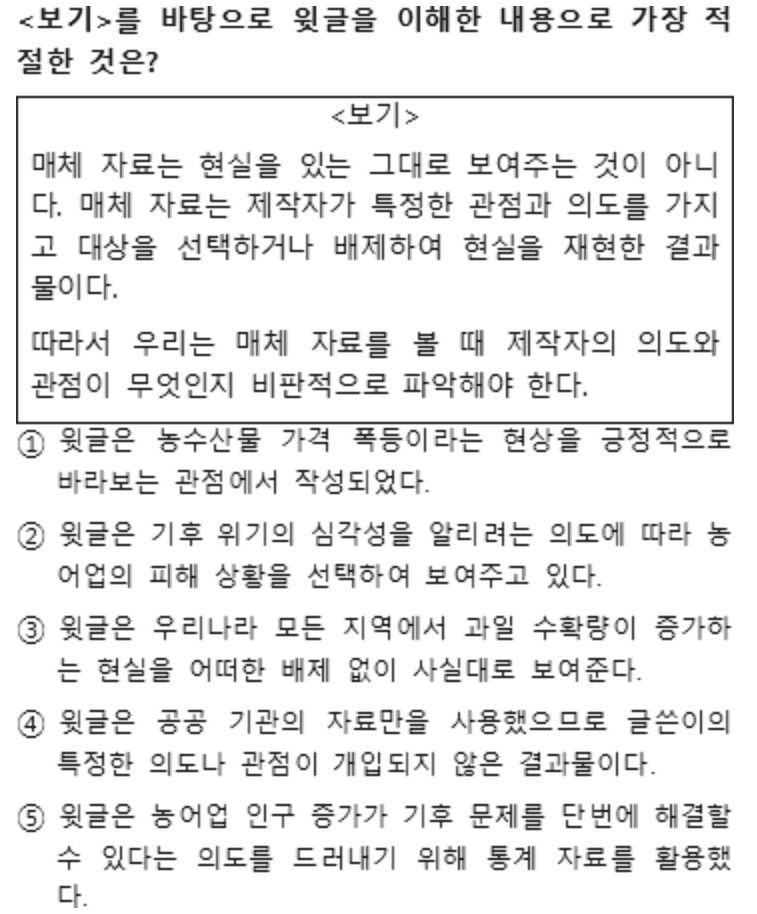 <보기>를 바탕으로 윗글을 이해한 내용으로 가장 적
절한 것은?
<보기>
매체 자료는 현실을 있는 그대로 보여주는 것이 아니
다. 매체 자료는 제작자가 특정한 관점과 의도를 가지
고 대상을 선택하거나 배제하여 현실을 재현한 결과
물이다.
따라서 우리는 매체 자료를 볼 때 제작자의 의도와
관점이 무엇인지 비판적으로 파악해야 한다.
① 윗글은 농수산물 가격 폭등이라는 현상을 긍정적으로
바라보는 관점에서 작성되었다.
② 윗글은 기후 위기의 심각성을 알리려는 의도에 따라 농
어업의 피해 상황을 선택하여 보여주고 있다.
③ 윗글은 우리나라 모든 지역에서 과일 수확량이 증가하
는 현실을 어떠한 배제 없이 사실대로 보여준다.
④ 윗글은 공공 기관의 자료만을 사용했으므로 글쓴이의
특정한 의도나 관점이 개입되지 않은 결과물이다.
⑤ 윗글은 농어업 인구 증가가 기후 문제를 단번에 해결할
수 있다는 의도를 드러내기 위해 통계 자료를 활용했
다.